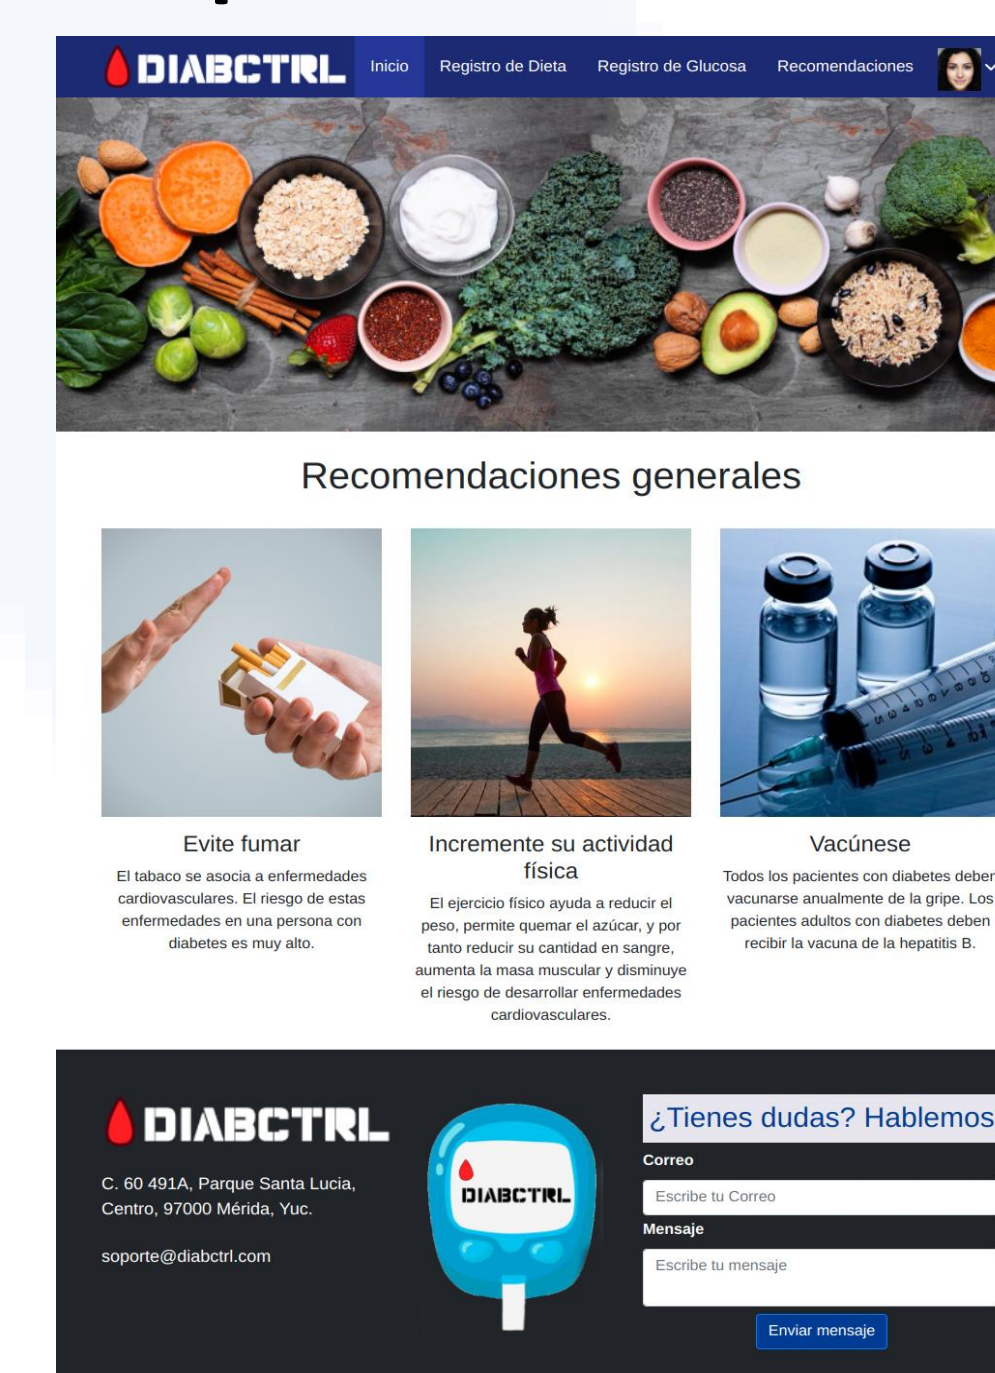 DIABCTRL Inicio Registro de Dieta Registro de Glucosa Recomendaciones
Recomendaciones generales
Evite fumar
El tabaco se asocia a enfermedades
cardiovasculares. El riesgo de estas
enfermedades en una persona con
diabetes es muy alto.
Incremente su actividad
física
El ejercicio físico ayuda a reducir el
peso, permite quemar el azúcar, y por
tanto reducir su cantidad en sangre,
aumenta la masa muscular y disminuye
el riesgo de desarrollar enfermedades
cardiovasculares.
Vacúnese
Todos los pacientes con diabetes deben
vacunarse anualmente de la gripe. Los
pacientes adultos con diabetes deben
recibir la vacuna de la hepatitis B.
DIABCTRL
C. 60 491A, Parque Santa Lucia,
Centro, 97000 Mérida, Yuc.
soporte@diabctrl.com
DIABCTRL
¿Tienes dudas? Hablemos
Correo
Escribe tu Correo
Mensaje
Escribe tu mensaje
Enviar mensaje